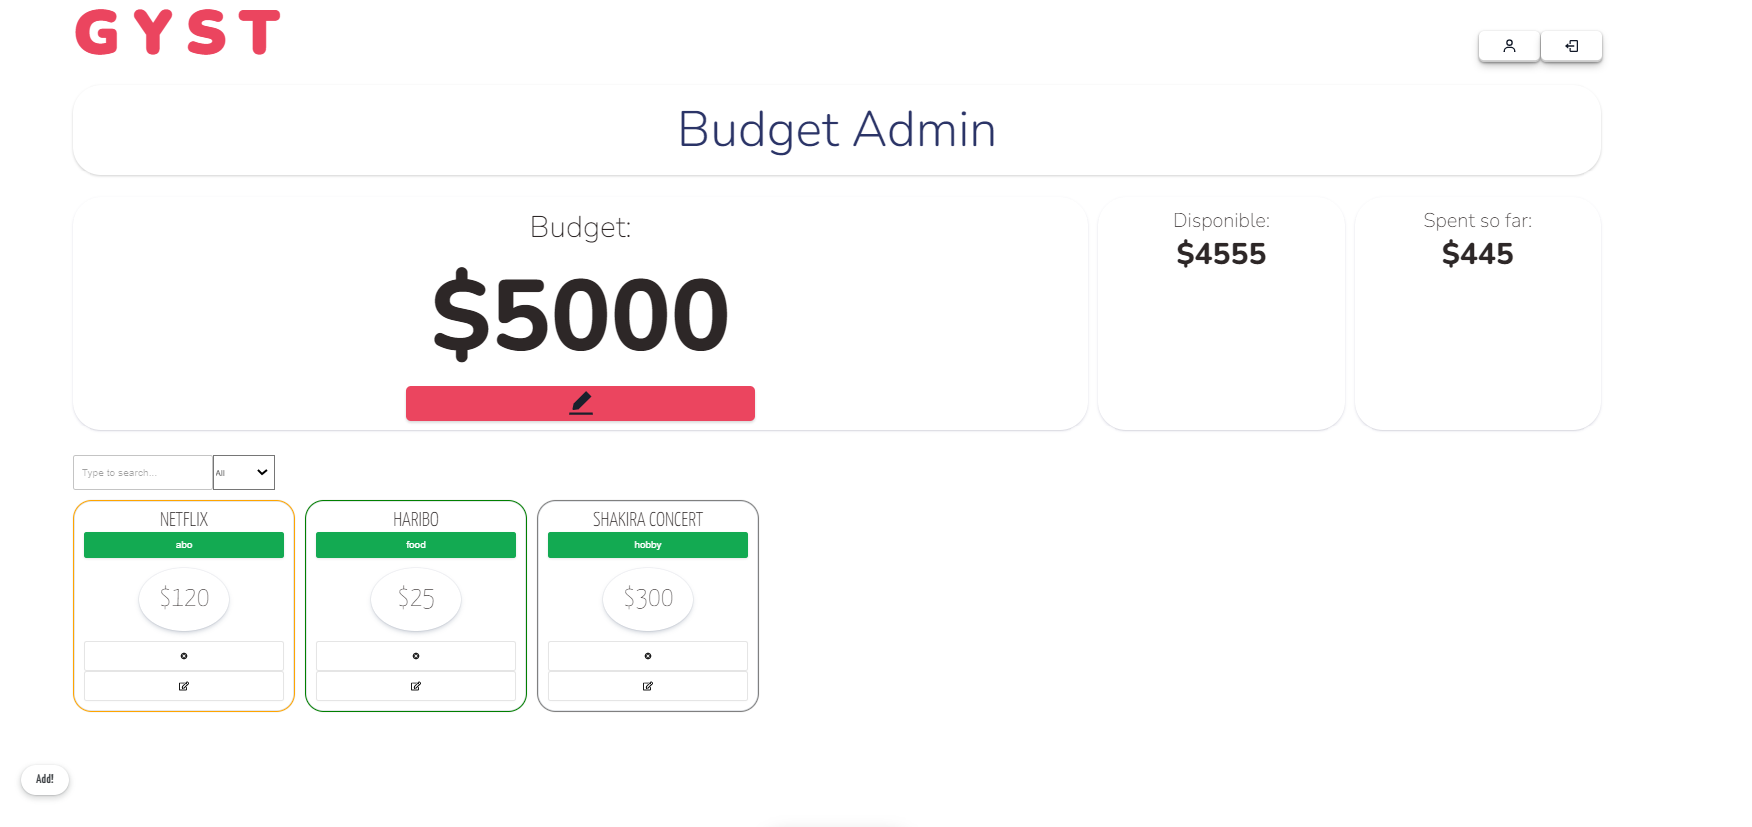 GYST
Budget Admin
Budget:
$5000
Disponible:
$4555
Spent so far:
$445
Type to search...
All
NETFLIX
abo
$120
HARIBO
food
$25
SHAKIRA CONCERT
hobby
$300
Add!